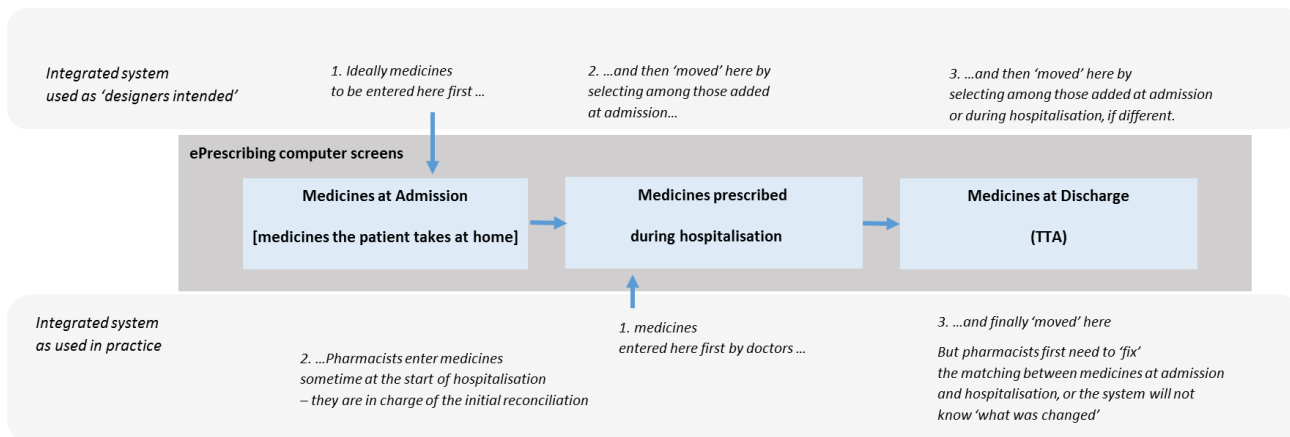 Integrated system
used as ‘designers intended’
1. Ideally medicines
to be entered here first …
2. …and then ‘moved’ here by
selecting among those added
at admission…
3. …and then ‘moved’ here by
selecting among those added at admission
or during hospitalisation, if different.
ePrescribing computer screens
Medicines at Admission
[medicines the patient takes at home]
Medicines prescribed
during hospitalisation
Medicines at Discharge
(TTA)
Integrated system
as used in practice
2. …Pharmacists enter medicines
sometime at the start of hospitalisation
– they are in charge of the initial reconciliation
1. medicines
entered here first by doctors …
3. …and finally ‘moved’ here
But pharmacists first need to ‘fix’
the matching between medicines at admission
and hospitalisation, or the system will not
know ‘what was changed’